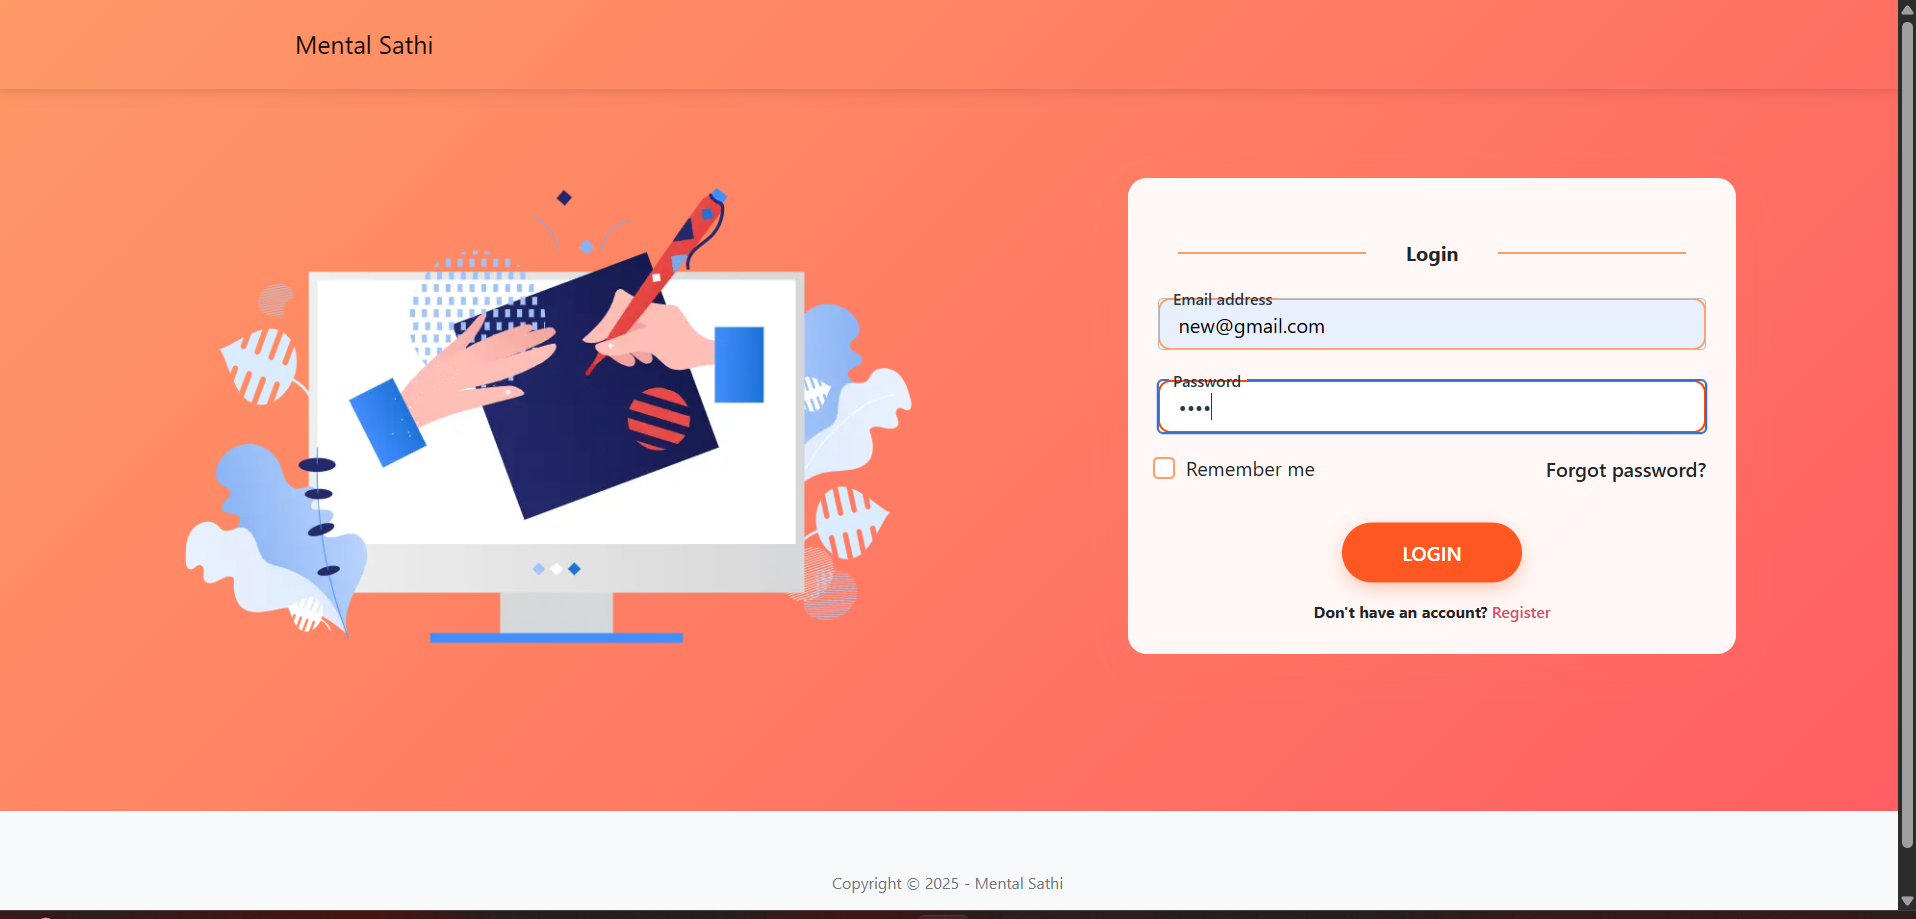 Mental Sathi
Login
Email address
new@gmail.com
Password
••••
Remember me
Forgot password?
LOGIN
Don't have an account? Register
Copyright © 2025 - Mental Sathi